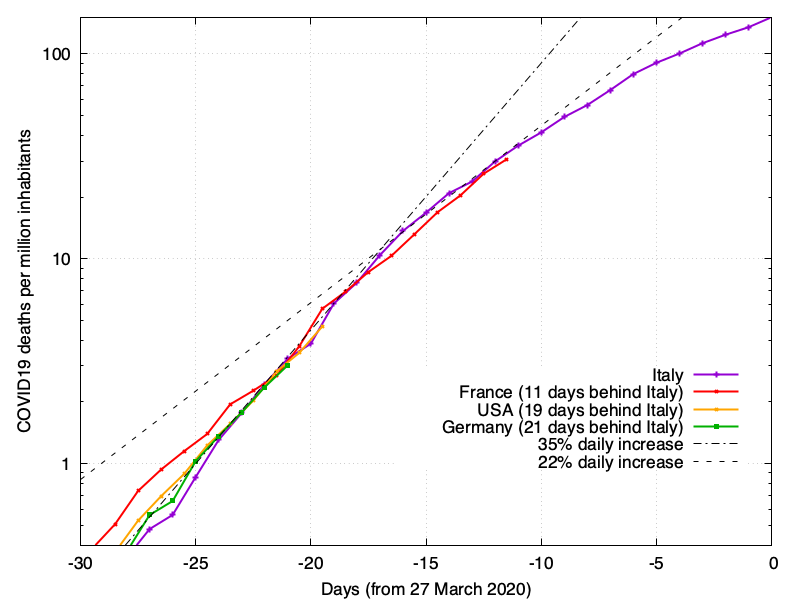 100
10
1
COVID19 deaths per million inhabitants
Italy
France (11 days behind Italy)
USA (19 days behind Italy)
Germany (21 days behind Italy)
35% daily increase
22% daily increase
-30 -25 -20 -15 -10 -5 0
Days (from 27 March 2020)